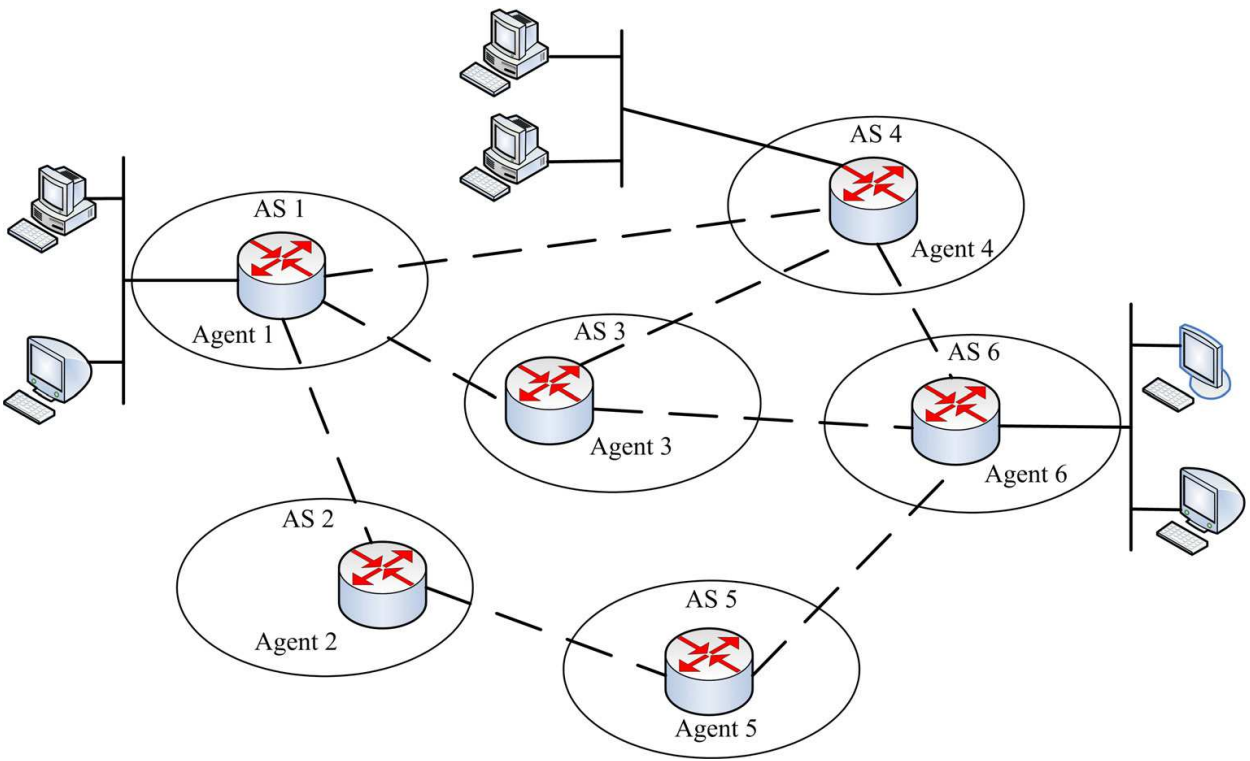 AS 4
Agent 4
AS 1
Agent 1
AS 3
Agent 3
AS 6
Agent 6
AS 2
Agent 2
AS 5
Agent 5